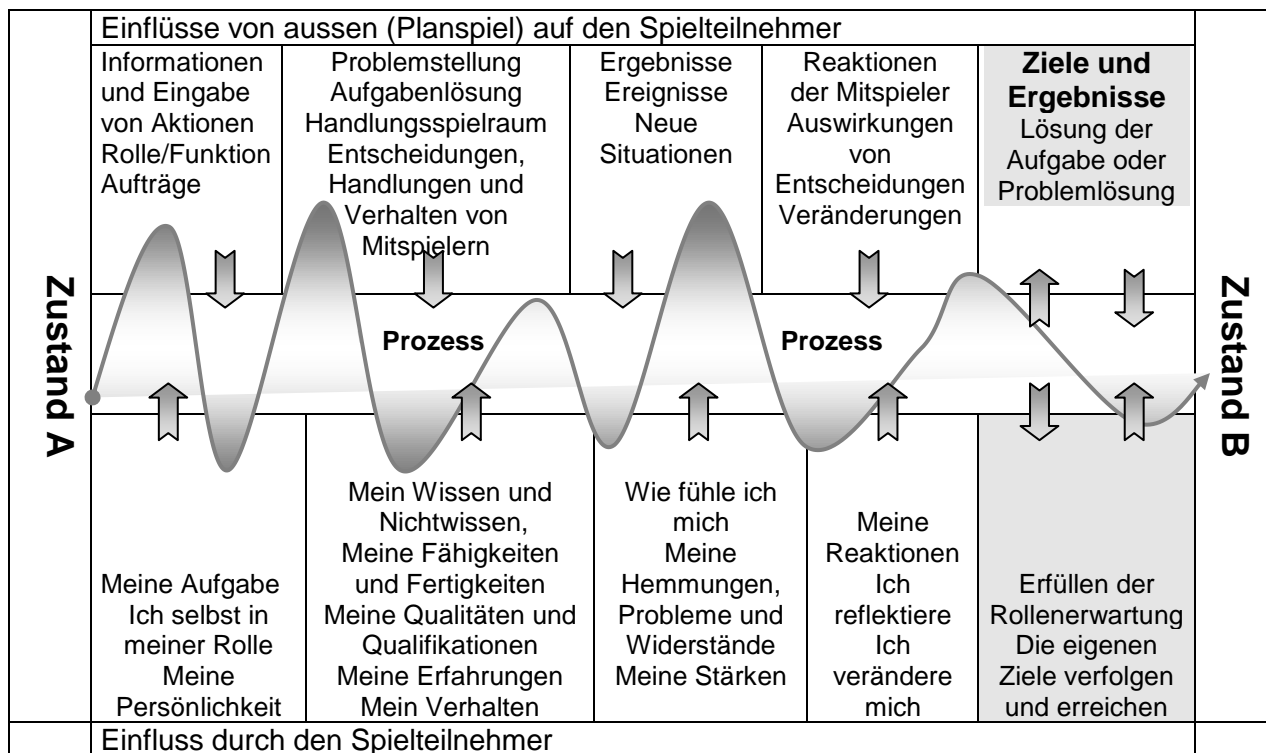 Einflüsse von aussen (Planspiel) auf den Spielteilnehmer
Informationen
und Eingabe
von Aktionen
Rolle/Funktion
Aufträge
Problemstellung
Aufgabenlösung
Handlungsspielraum
Entscheidungen,
Handlungen und
Verhalten von
Mitspielern
Ergebnisse
Ereignisse
Neue
Situationen
Reaktionen
der Mitspieler
Auswirkungen
von
Entscheidungen
Veränderungen
Ziele und
Ergebnisse
Lösung der
Aufgabe oder
Problemlösung
Zustand A
Prozess
Prozess
Zustand B
Meine Aufgabe
Ich selbst in
meiner Rolle
Meine
Persönlichkeit
Mein Wissen und
Nichtwissen,
Meine Fähigkeiten
und Fertigkeiten
Meine Qualitäten und
Qualifikationen
Meine Erfahrungen
Mein Verhalten
Wie fühle ich
mich
Meine
Hemmungen,
Probleme und
Widerstände
Meine Stärken
Meine
Reaktionen
Ich
reflektiere
Ich
verändere
mich
Erfüllen der
Rollenerwartung
Die eigenen
Ziele verfolgen
und erreichen
Einfluss durch den Spielteilnehmer